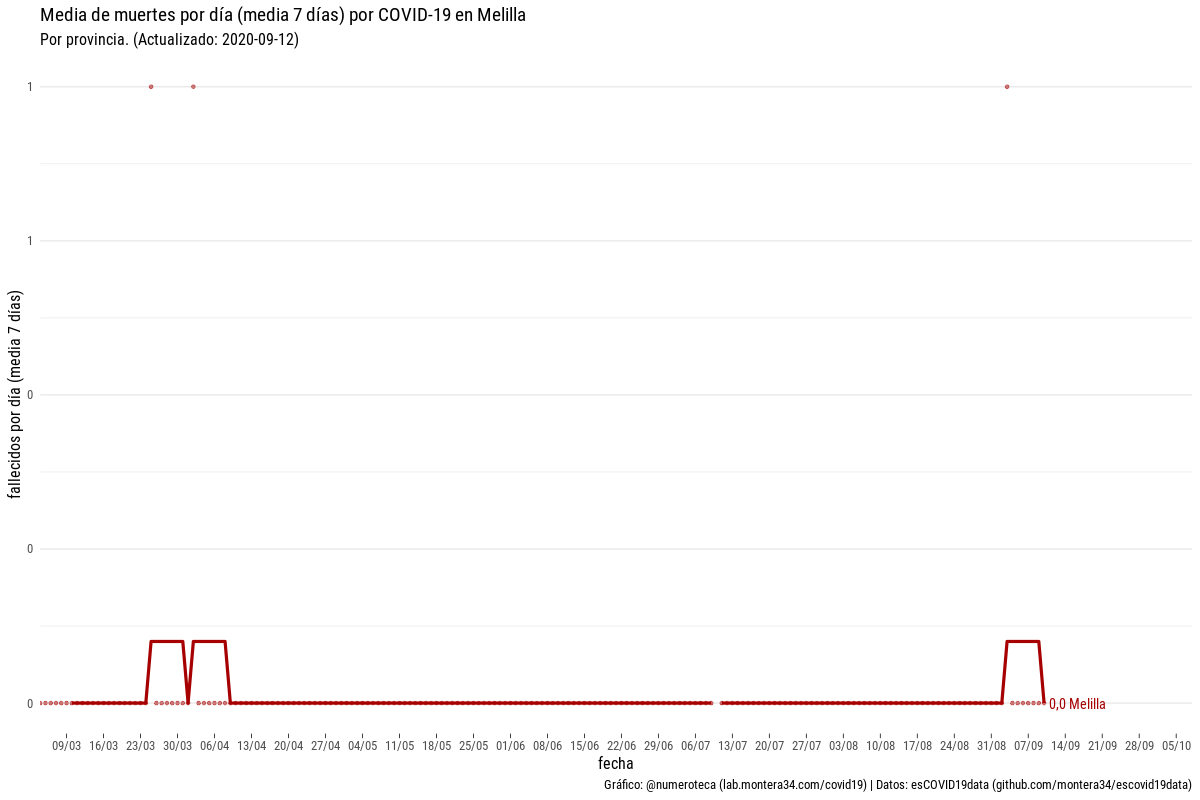 Media de muertes por día (media 7 días) por COVID-19 en Melilla
Por provincia. (Actualizado: 2020-09-12)
1
1
0
0
0
fallecidos por día (media 7 días)
0,0 Melilla
09/03 16/03 23/03 30/03 06/04 13/04 20/04 27/04 04/05 11/05 18/05 25/05 01/06 08/06 15/06 22/06 29/06 06/07 13/07 20/07 27/07 03/08 10/08 17/08 24/08 31/08 07/09 14/09 21/09 28/09 05/10
fecha
Gráfico: @numeroteca (lab.montera34.com/covid19) | Datos: esCOVID19data (github.com/montera34/escovid19data)